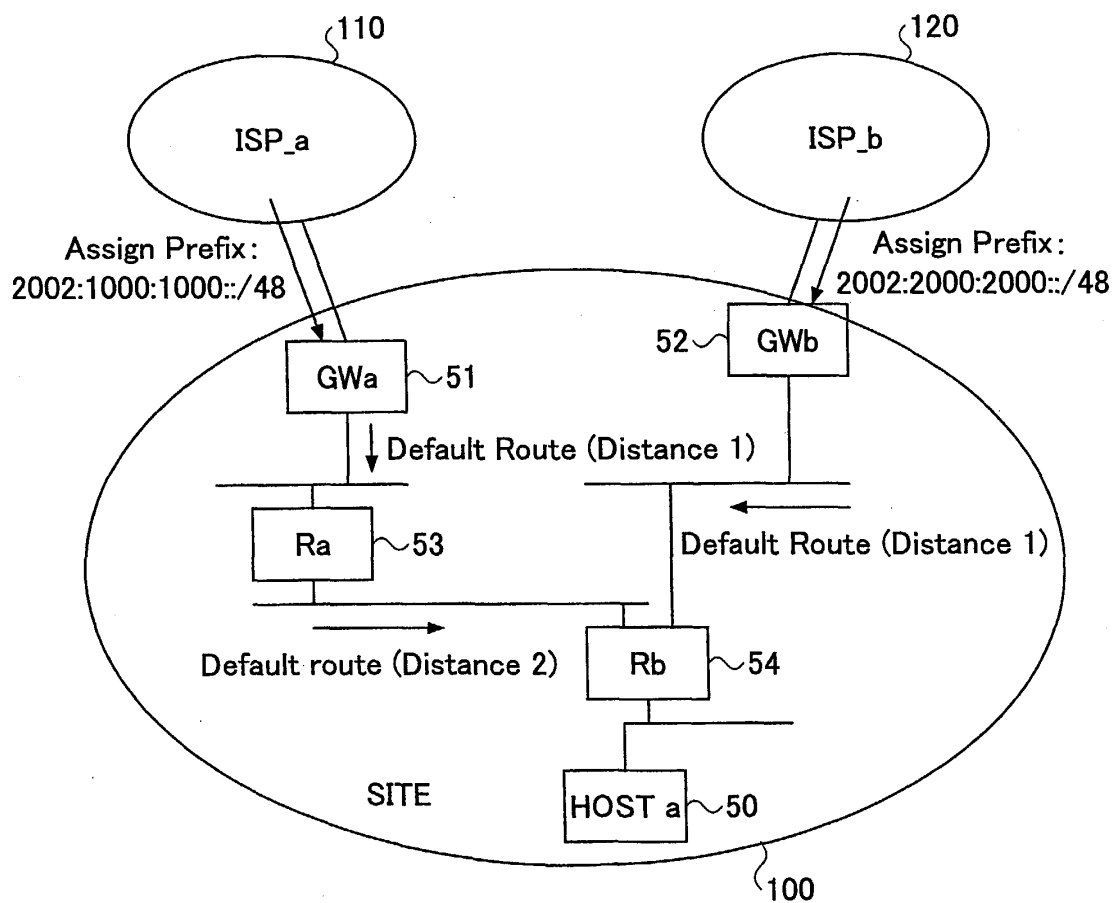 110
120
ISP_a
ISP_b
Assign Prefix:
2002:1000:1000::/48
Assign Prefix:
2002:2000:2000::/48
52
GWb
GWa
51
Default Route (Distance 1)
Ra
53
Default Route (Distance 1)
Default route (Distance 2)
Rb
54
SITE
HOST a
50
100